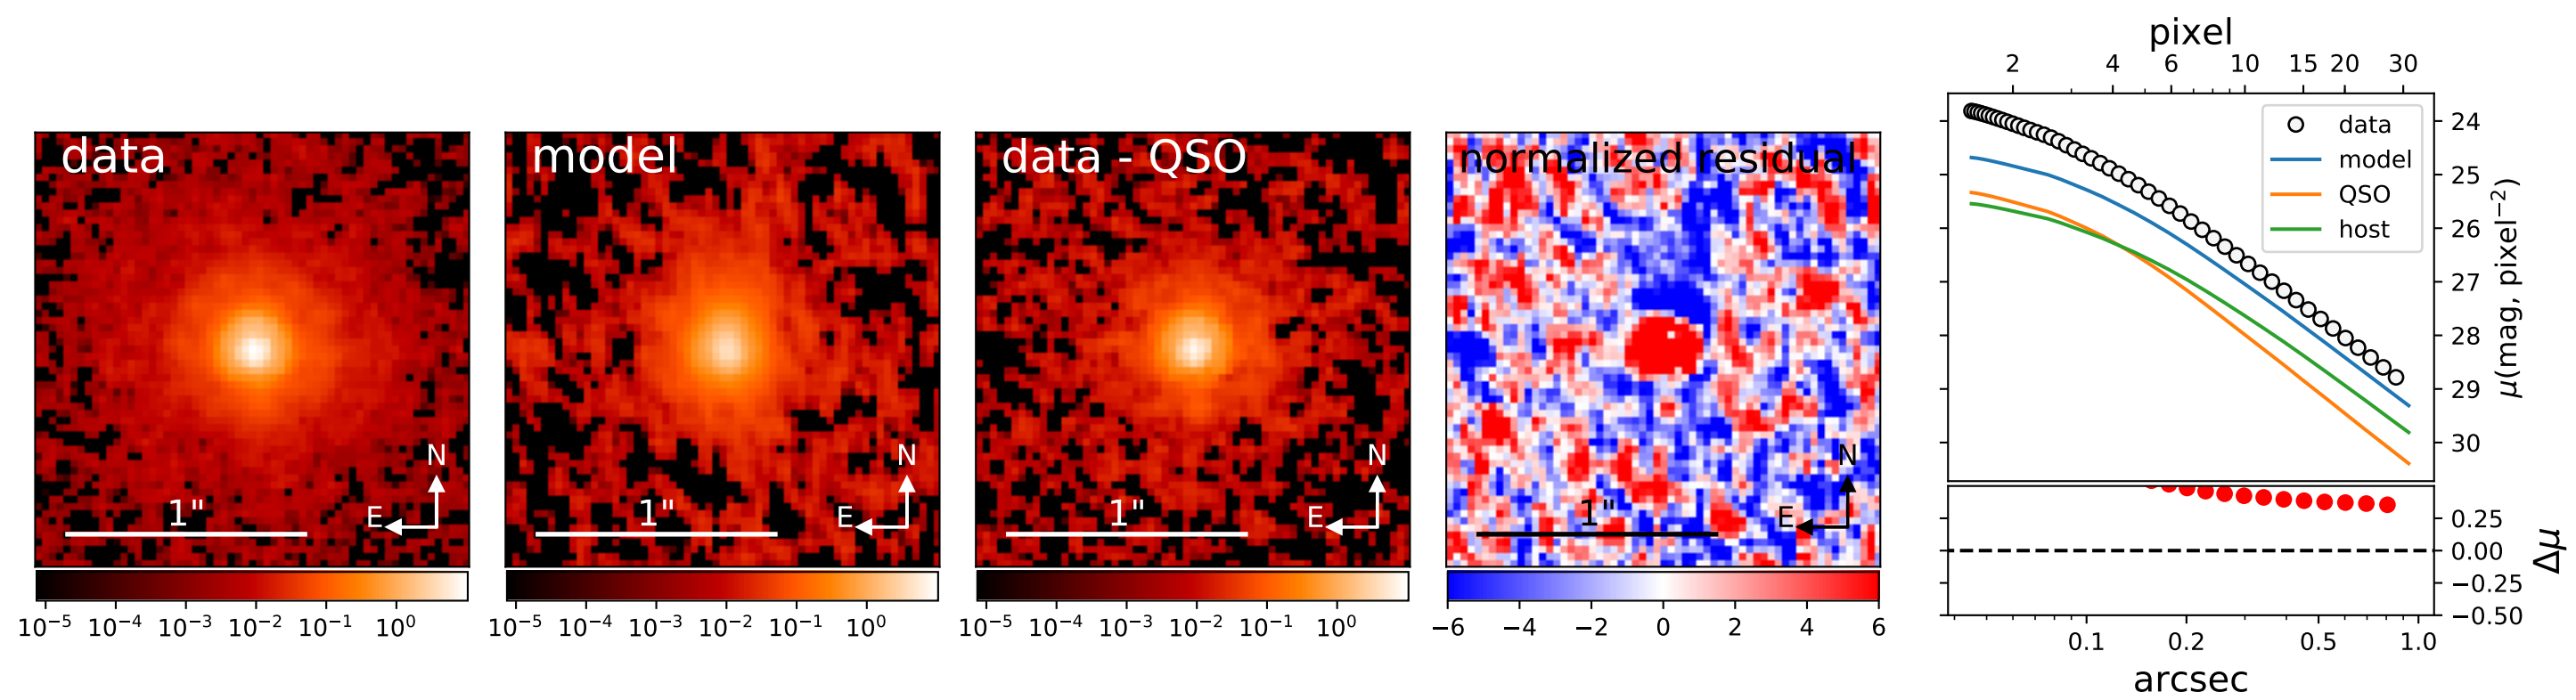 data
N
E
1"
10⁻⁵ 10⁻⁴ 10⁻³ 10⁻² 10⁻¹ 10⁰
model
N
E
1"
10⁻⁵ 10⁻⁴ 10⁻³ 10⁻² 10⁻¹ 10⁰
data - QSO
N
E
1"
10⁻⁵ 10⁻⁴ 10⁻³ 10⁻² 10⁻¹ 10⁰
normalized residual
N
E
1"
−6 −4 −2 0 2 4 6
pixel
2 4 6 10 15 20 30
data
model
QSO
host
24
25
26
27
28
29
30
μ(mag, pixel⁻²)
0.25
0.00
−0.25
−0.50
Δμ
0.1 0.2 0.5 1.0
arcsec